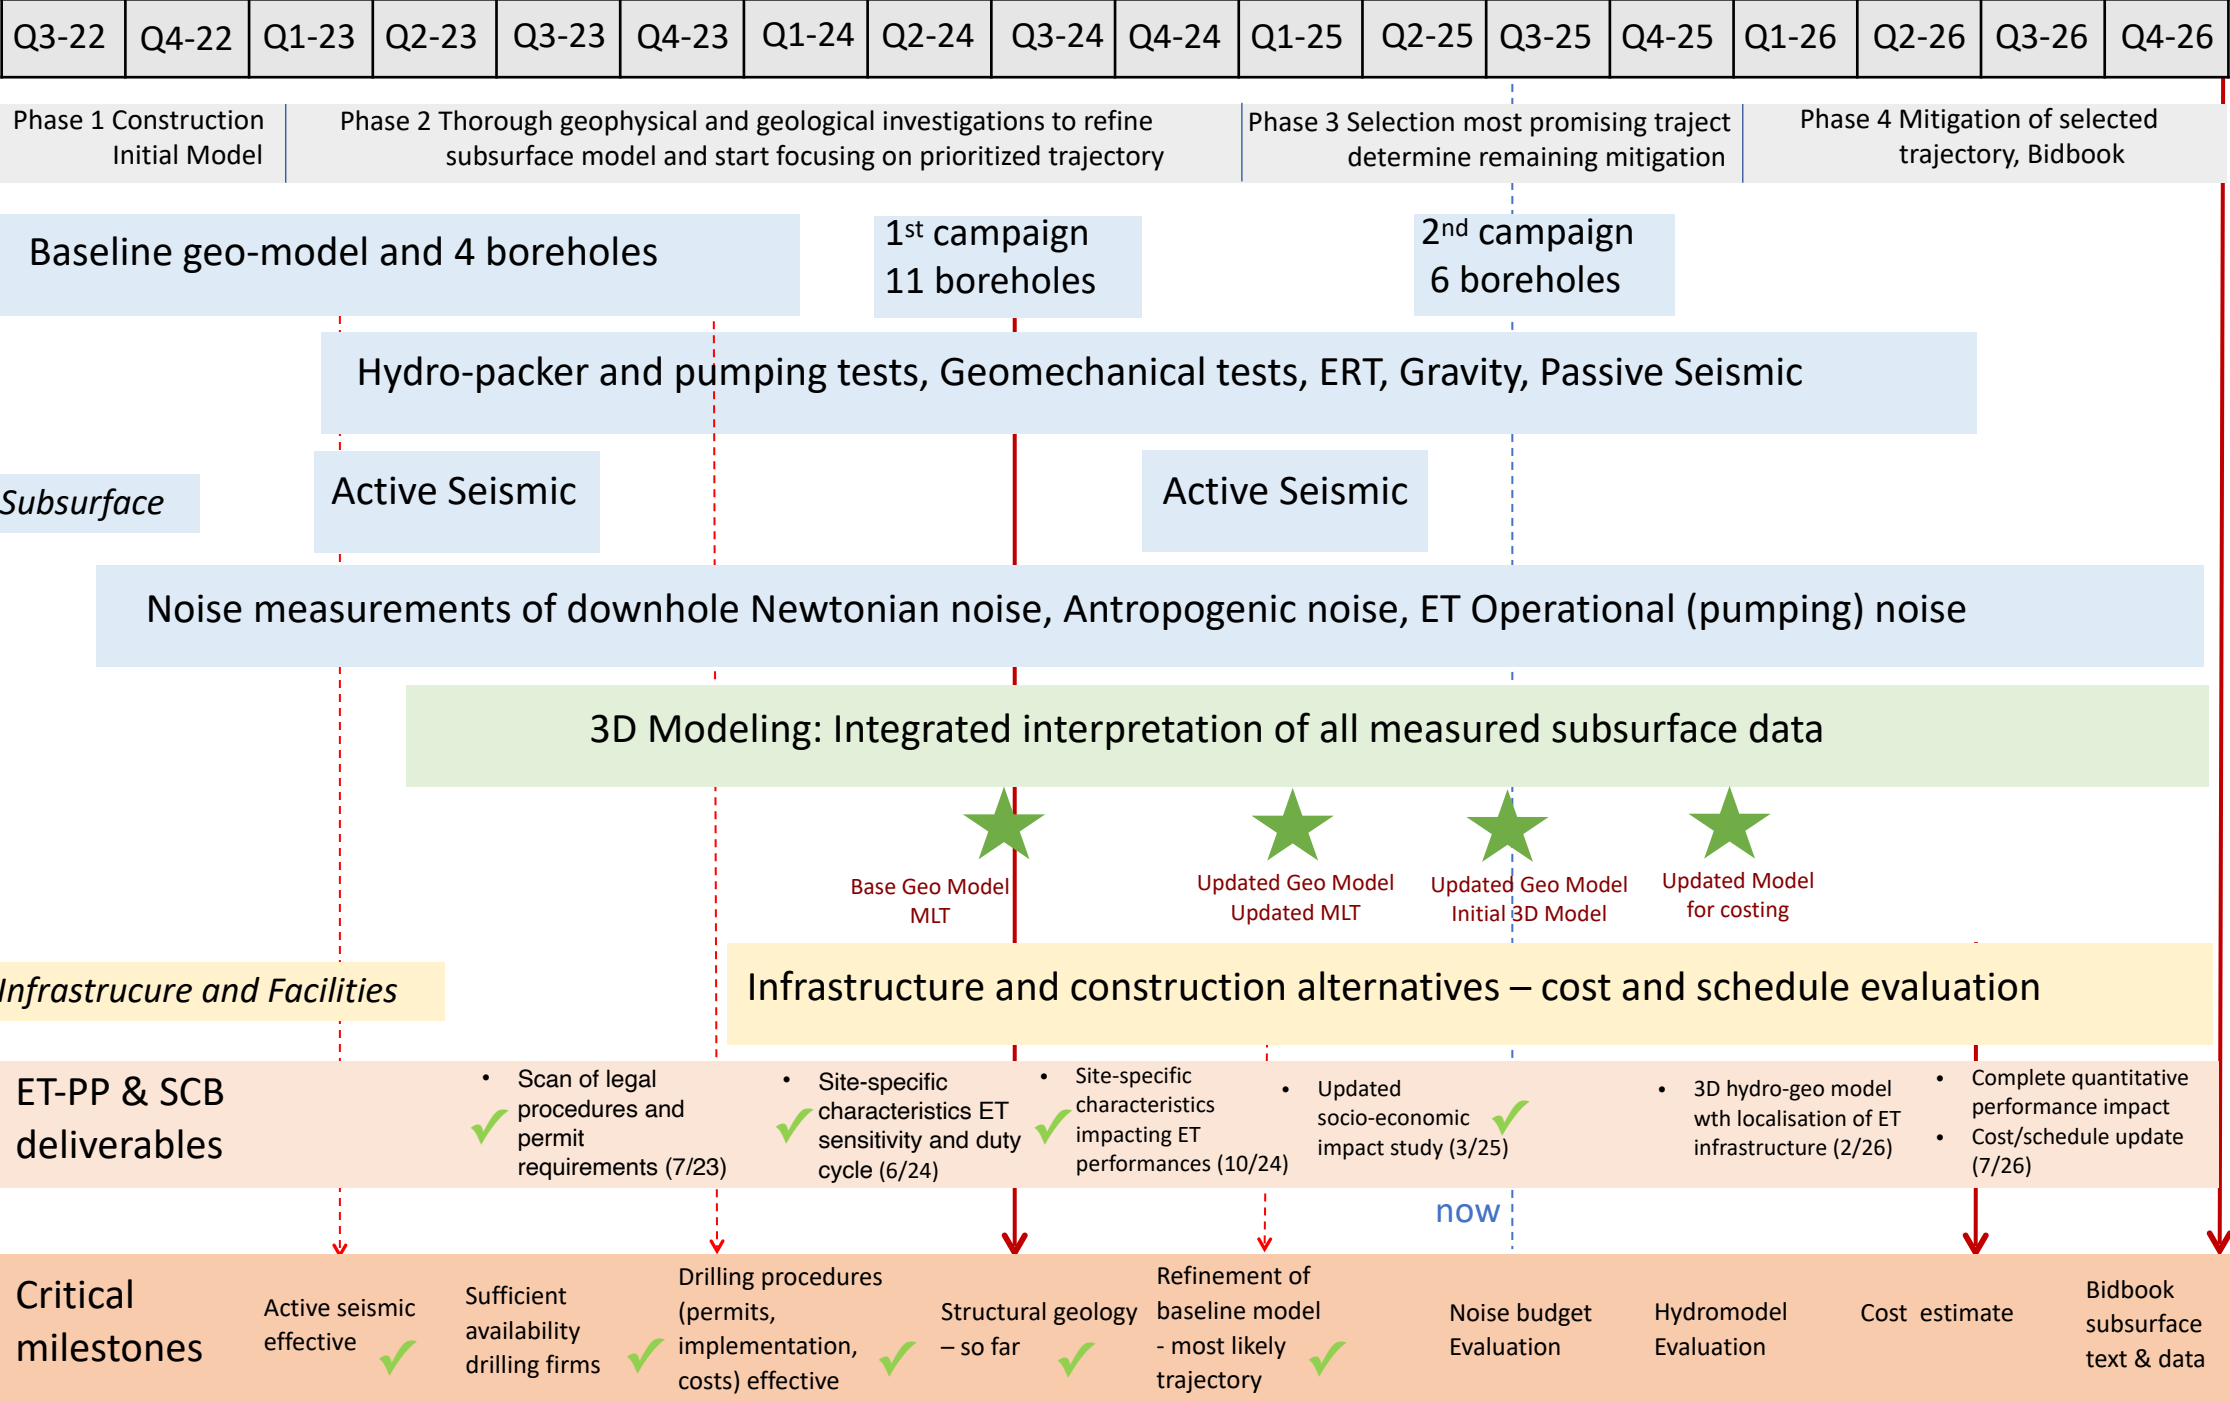 Q3-22 Q4-22 Q1-23 Q2-23 Q3-23 Q4-23 Q1-24 Q2-24 Q3-24 Q4-24 Q1-25 Q2-25 Q3-25 Q4-25 Q1-26 Q2-26 Q3-26 Q4-26
Phase 1 Construction
Initial Model
Phase 2 Thorough geophysical and geological investigations to refine
subsurface model and start focusing on prioritized trajectory
Phase 3 Selection most promising traject
determine remaining mitigation
Phase 4 Mitigation of selected
trajectory, Bidbook
Baseline geo-model and 4 boreholes
1st campaign
11 boreholes
2nd campaign
6 boreholes
Hydro-packer and pumping tests, Geomechanical tests, ERT, Gravity, Passive Seismic
Subsurface
Active Seismic
Active Seismic
Noise measurements of downhole Newtonian noise, Antropogenic noise, ET Operational (pumping) noise
3D Modeling: Integrated interpretation of all measured subsurface data
Base Geo Model
MLT
Updated Geo Model
Updated MLT
Updated Geo Model
Initial 3D Model
Updated Model
for costing
Infrastrucure and Facilities
Infrastructure and construction alternatives – cost and schedule evaluation
ET-PP & SCB
deliverables
• Scan of legal
procedures and
permit
requirements (7/23)
• Site-specific
characteristics ET
sensitivity and duty
cycle (6/24)
• Site-specific
characteristics
impacting ET
performances (10/24)
• Updated
socio-economic
impact study (3/25)
• 3D hydro-geo model
wth localisation of ET
infrastructure (2/26)
• Complete quantitative
performance impact
• Cost/schedule update
(7/26)
now
Critical
milestones
Active seismic
effective
Sufficient
availability
drilling firms
Drilling procedures
(permits,
implementation,
costs) effective
Structural geology
– so far
Refinement of
baseline model
- most likely
trajectory
Noise budget
Evaluation
Hydromodel
Evaluation
Cost estimate
Bidbook
subsurface
text & data